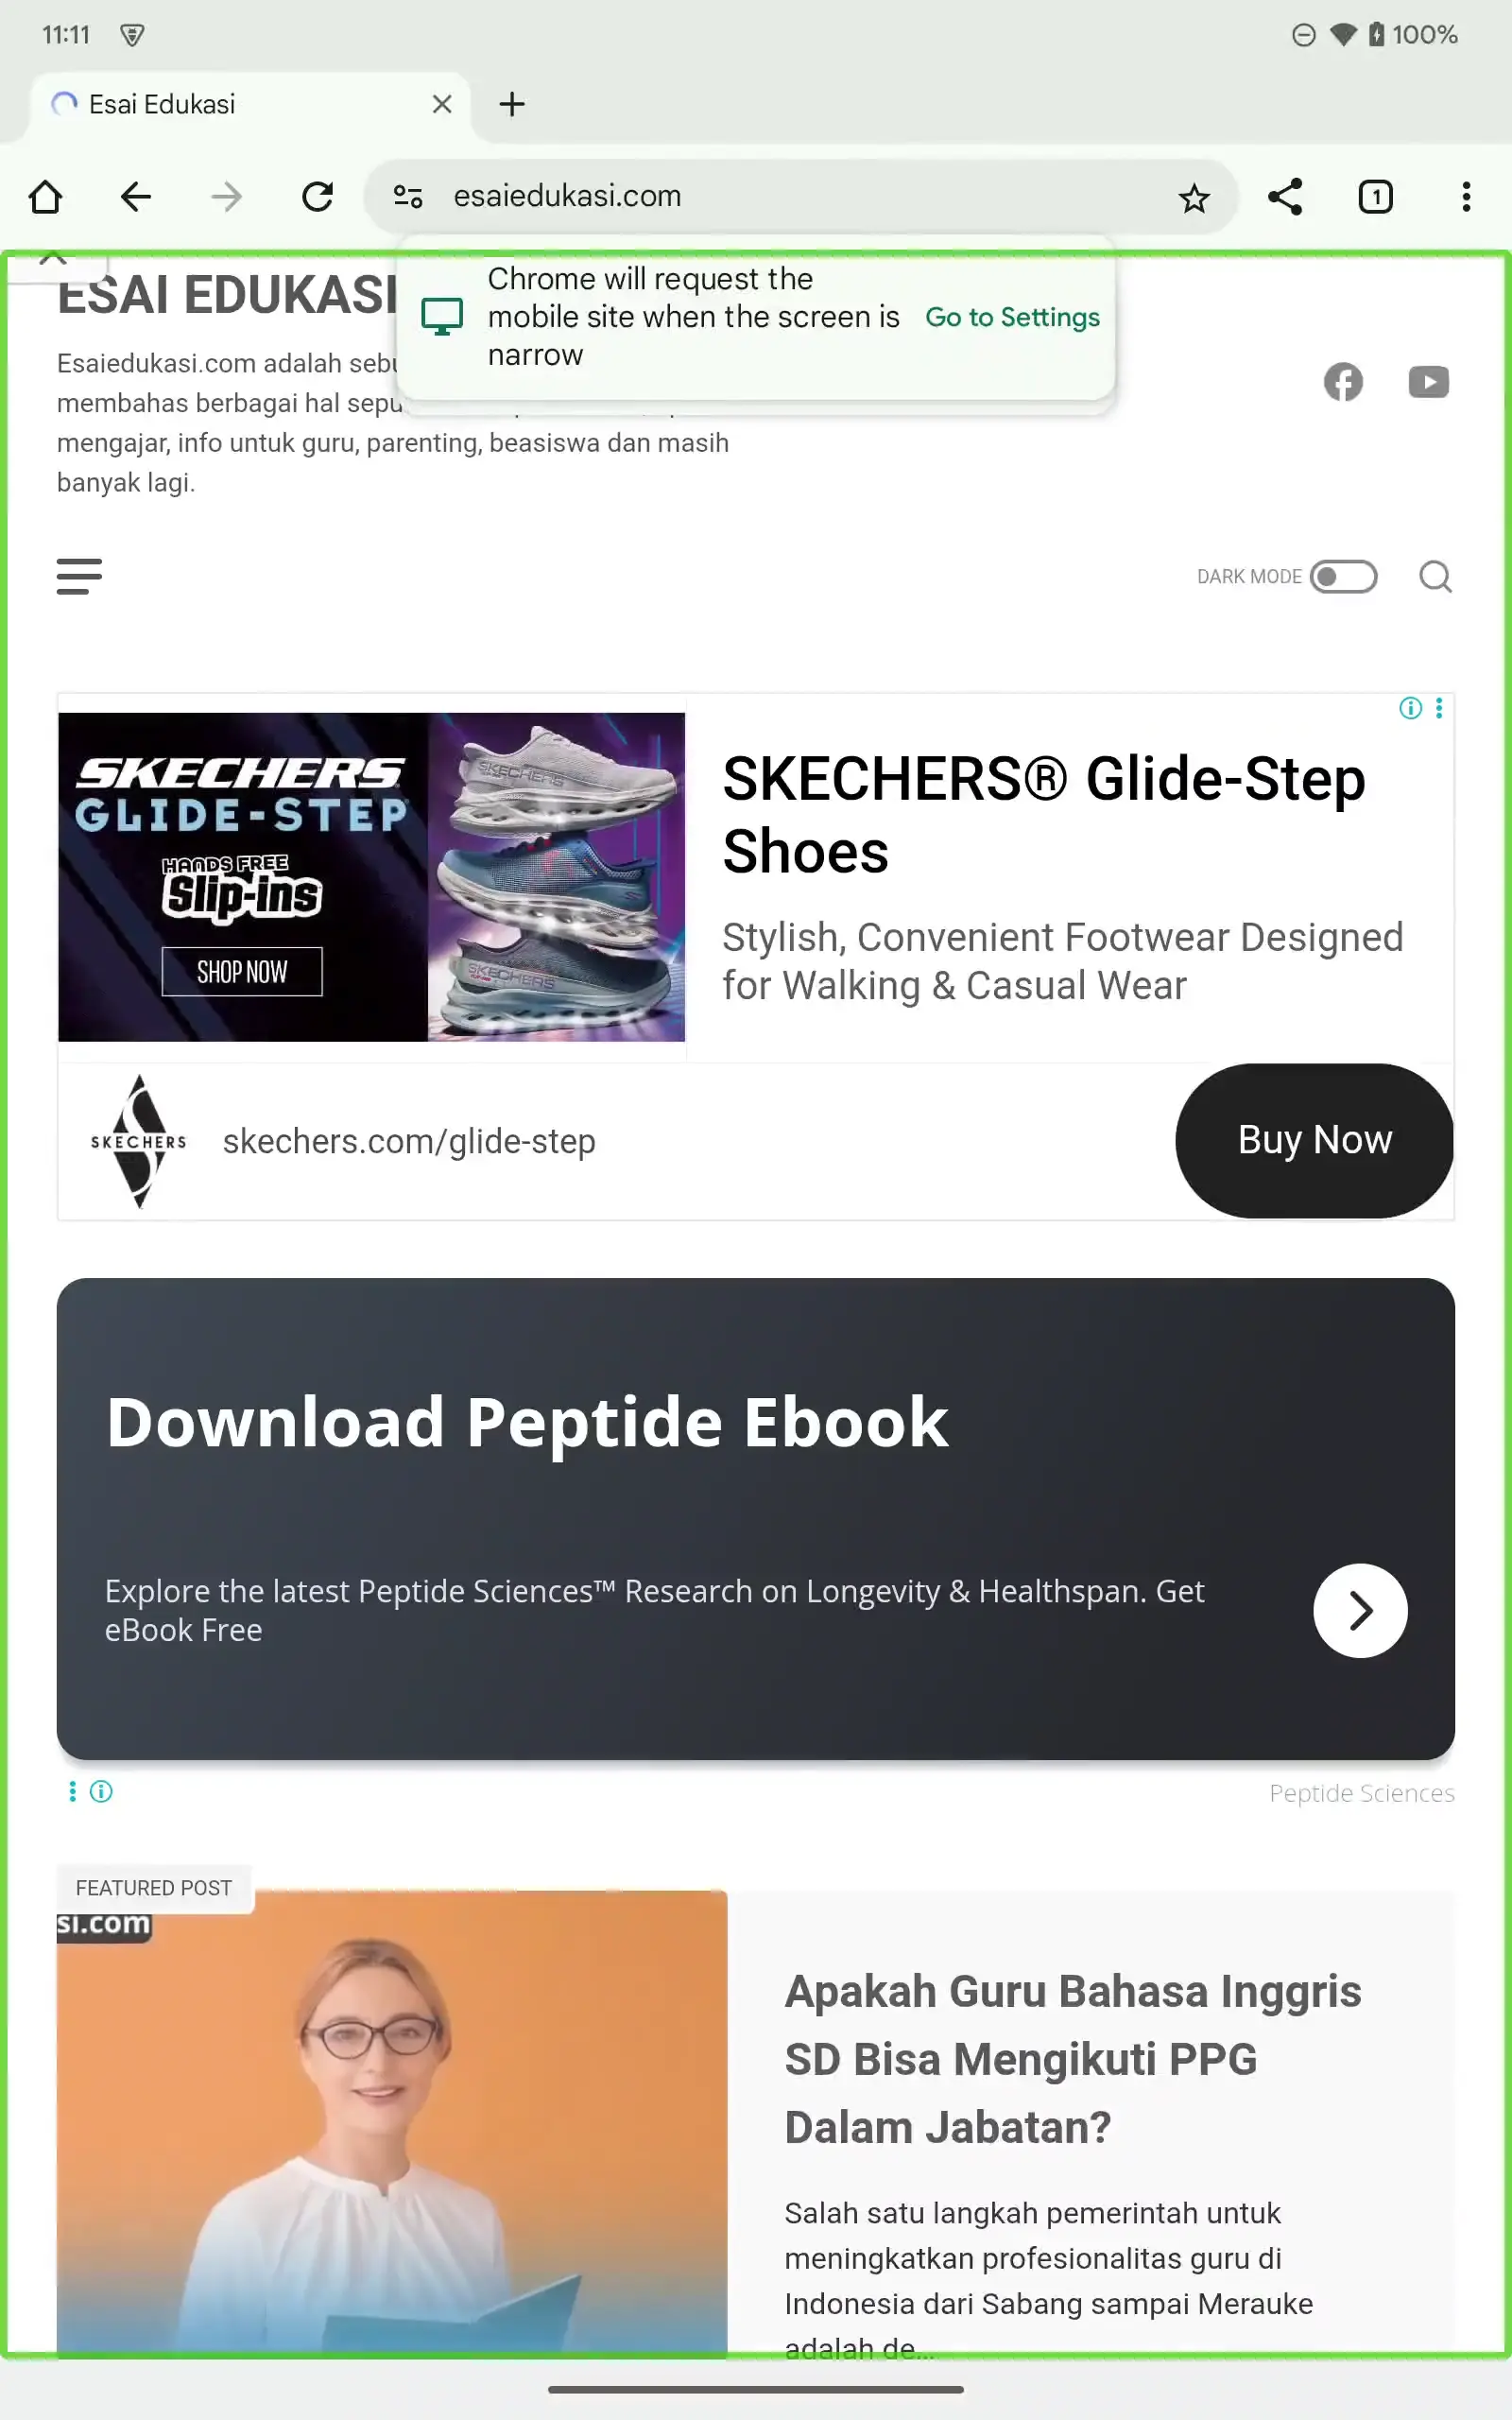 11:11
100%
Esai Edukasi
esaiedukasi.com
1
Chrome will request the
mobile site when the screen is
narrow
Go to Settings
ESAI EDUKASI
Esaiedukasi.com adalah
membahas berbagai hal
mengajar, info untuk guru, parenting, beasiswa dan masih
banyak lagi.
DARK MODE
SKECHERS
GLIDE-STEP
HANDS FREE
Slip-ins
SHOP NOW
SKECHERS
SKECHERS
SKECHERS® Glide-Step
Shoes
Stylish, Convenient Footwear Designed
for Walking & Casual Wear
SKECHERS
skechers.com/glide-step
Buy Now
Download Peptide Ebook
Explore the latest Peptide Sciences™ Research on Longevity & Healthspan. Get
eBook Free
Peptide Sciences
FEATURED POST
si.com
Apakah Guru Bahasa Inggris
SD Bisa Mengikuti PPG
Dalam Jabatan?
Salah satu langkah pemerintah untuk
meningkatkan profesionalitas guru di
Indonesia dari Sabang sampai Merauke
adalah de...